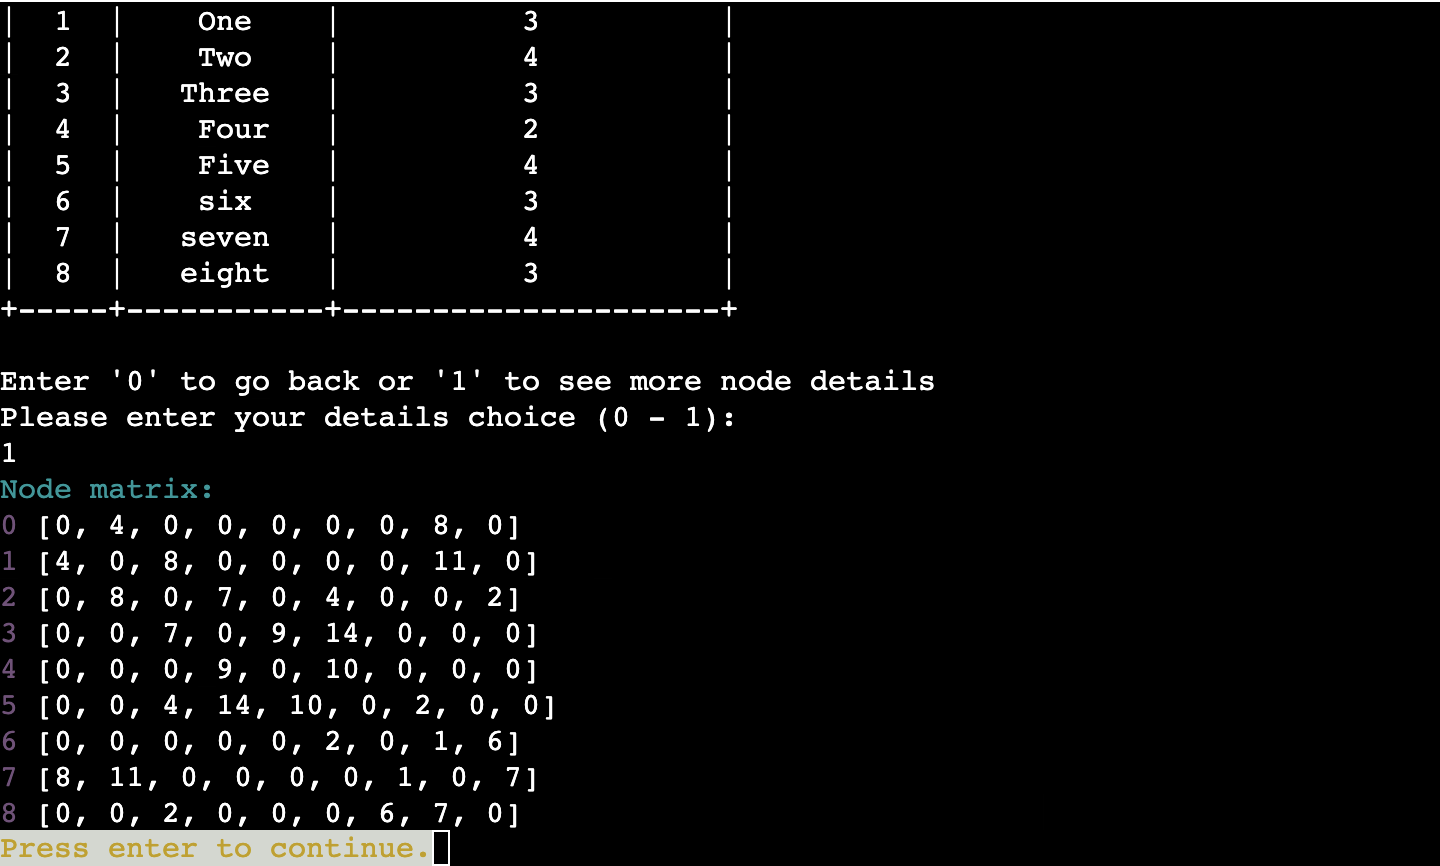 |  1  |    One    |          3          |
|  2  |    Two    |          4          |
|  3  |   Three   |          3          |
|  4  |    Four   |          2          |
|  5  |    Five   |          4          |
|  6  |    six    |          3          |
|  7  |   seven   |          4          |
|  8  |   eight   |          3          |
+-----+-----------+---------------------+
Enter '0' to go back or '1' to see more node details
Please enter your details choice (0 - 1):
1
Node matrix:
0 [0, 4, 0, 0, 0, 0, 0, 8, 0]
1 [4, 0, 8, 0, 0, 0, 0, 11, 0]
2 [0, 8, 0, 7, 0, 4, 0, 0, 2]
3 [0, 0, 7, 0, 9, 14, 0, 0, 0]
4 [0, 0, 0, 9, 0, 10, 0, 0, 0]
5 [0, 0, 4, 14, 10, 0, 2, 0, 0]
6 [0, 0, 0, 0, 0, 2, 0, 1, 6]
7 [8, 11, 0, 0, 0, 0, 1, 0, 7]
8 [0, 0, 2, 0, 0, 0, 6, 7, 0]
Press enter to continue.